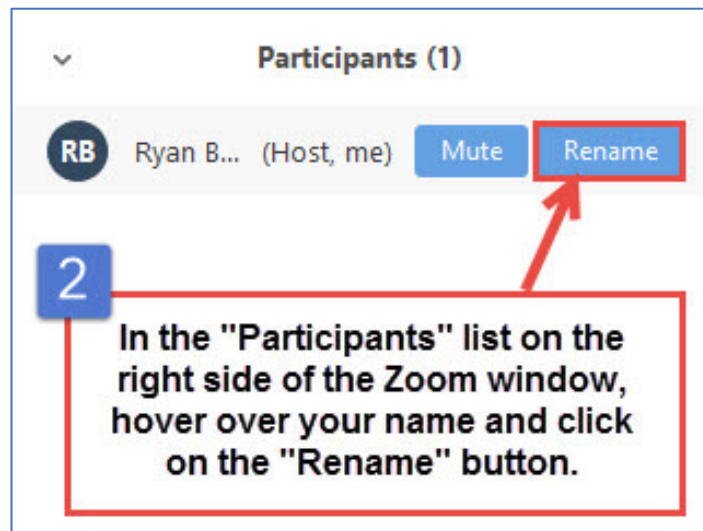 Participants (1)
RB Ryan B... (Host, me) Mute Rename
2
In the "Participants" list on the
right side of the Zoom window,
hover over your name and click
on the "Rename" button.